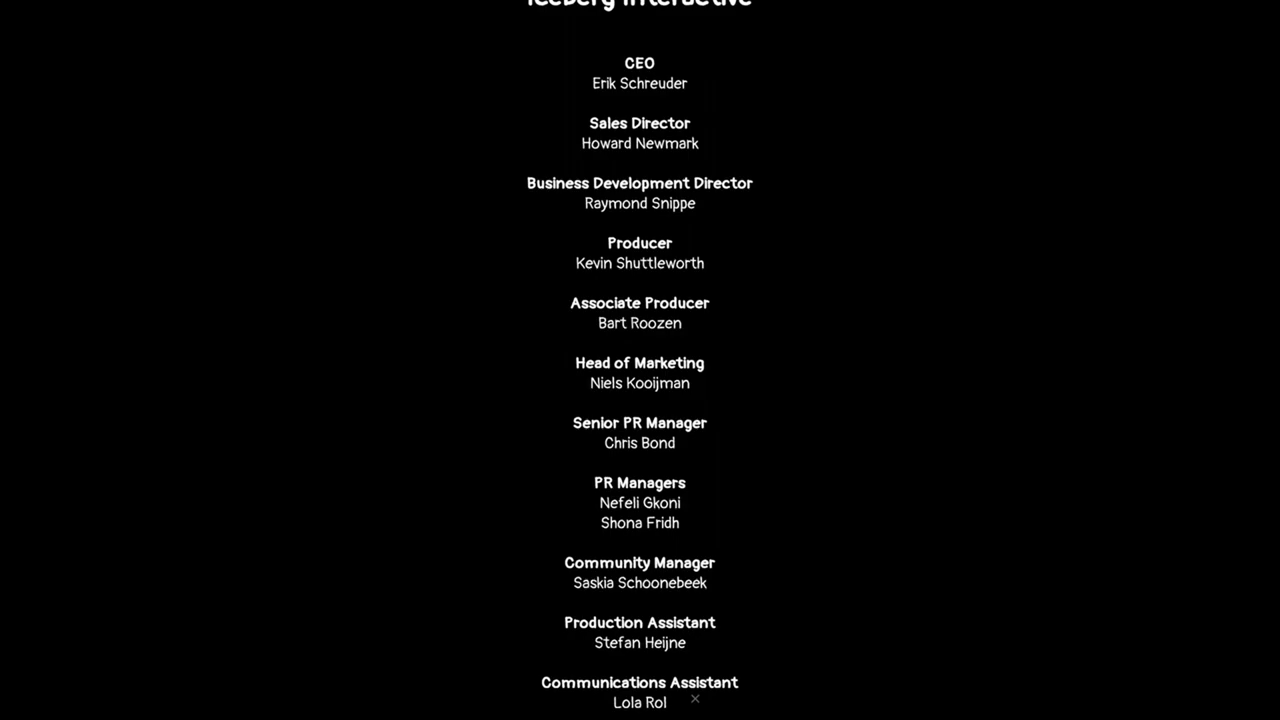 Iceberg Interactive
CEO
Erik Schreuder
Sales Director
Howard Newmark
Business Development Director
Raymond Snippe
Producer
Kevin Shuttleworth
Associate Producer
Bart Roozen
Head of Marketing
Niels Kooijman
Senior PR Manager
Chris Bond
PR Managers
Nefeli Gkoni
Shona Fridh
Community Manager
Saskia Schoonebeek
Production Assistant
Stefan Heijne
Communications Assistant
Lola Rol